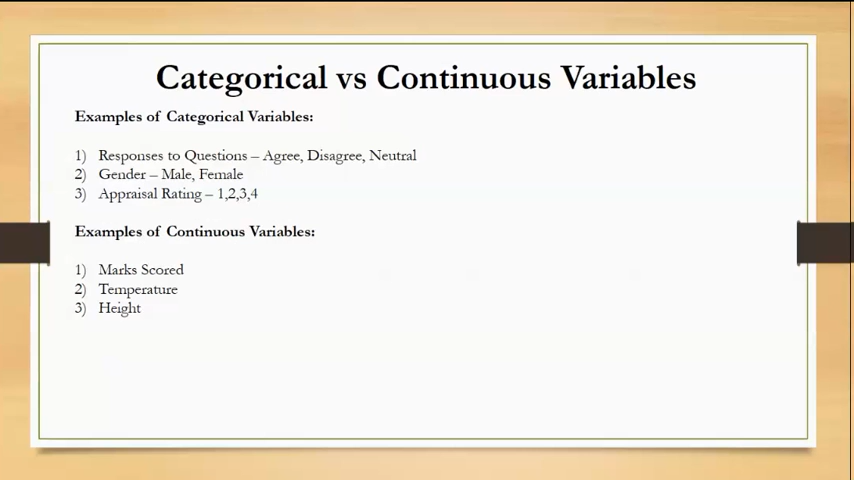 Categorical vs Continuous Variables
Examples of Categorical Variables:
1) Responses to Questions – Agree, Disagree, Neutral
2) Gender – Male, Female
3) Appraisal Rating – 1,2,3,4
Examples of Continuous Variables:
1) Marks Scored
2) Temperature
3) Height